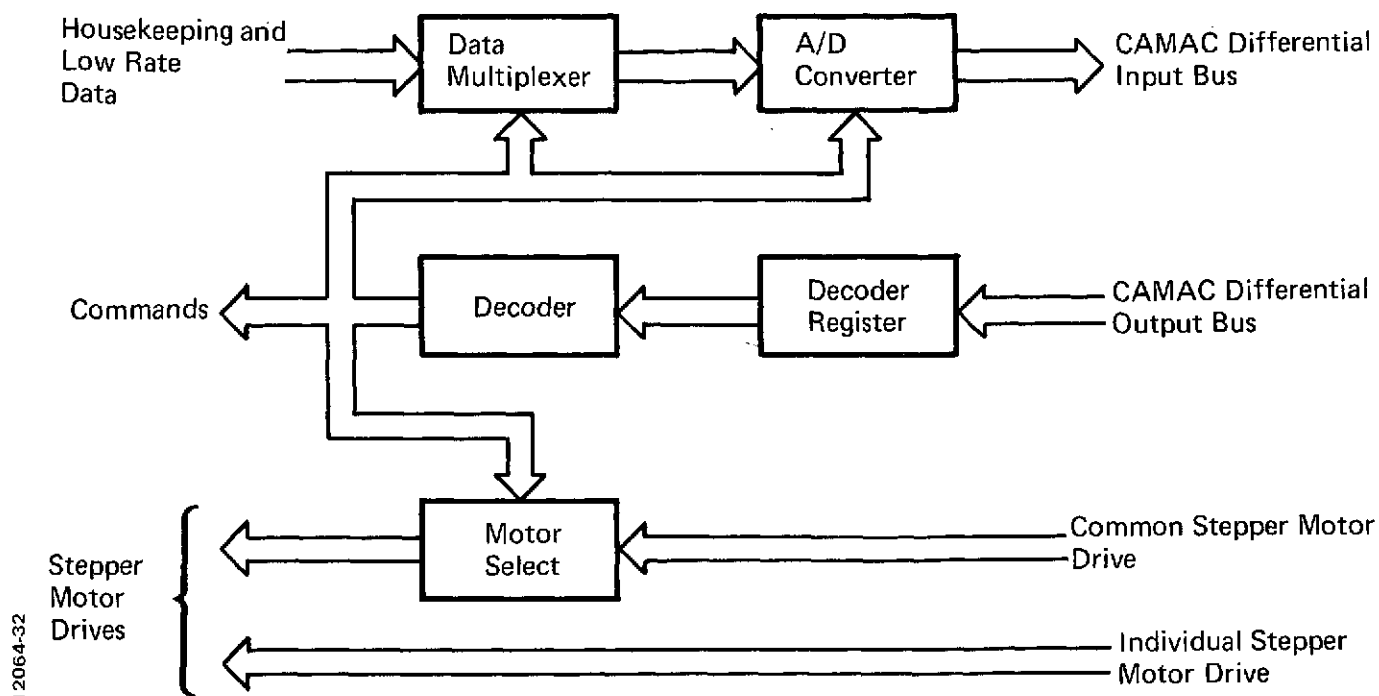 Housekeeping and
Low Rate
Data
Data
Multiplexer
A/D
Converter
CAMAC Differential
Input Bus
Commands
Decoder
Decoder
Register
CAMAC Differential
Output Bus
Stepper
Motor
Drives
Motor
Select
Common Stepper Motor
Drive
Individual Stepper
Motor Drive
12064-32